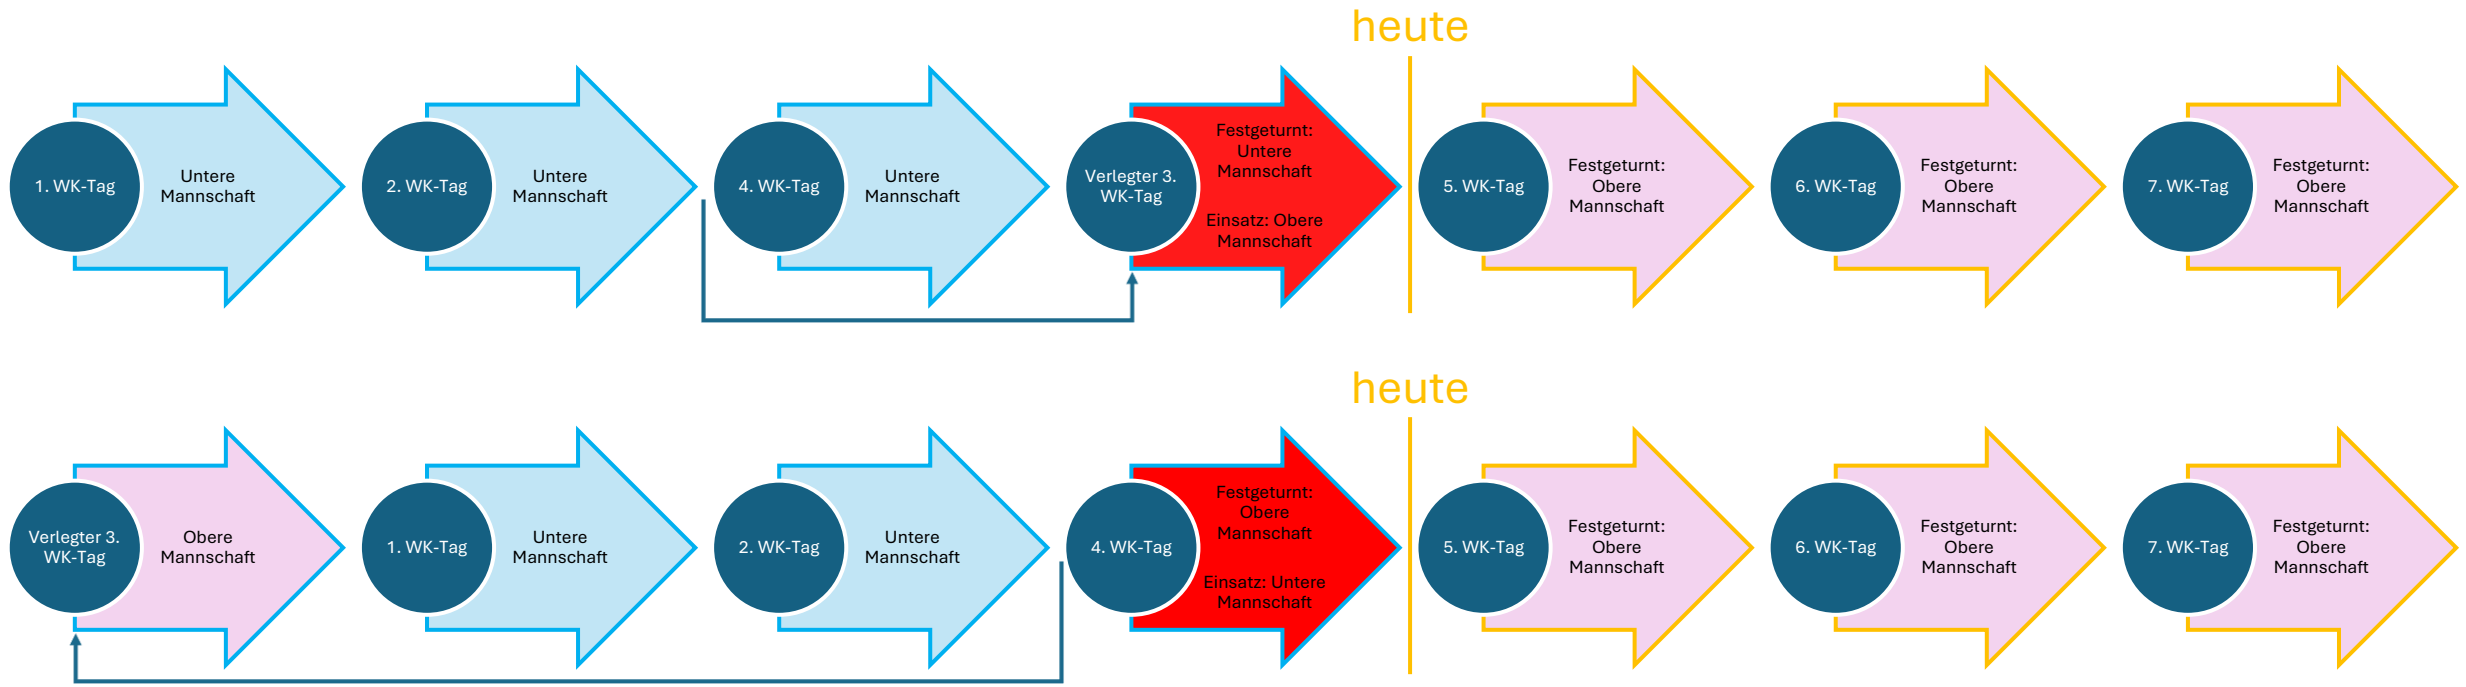 heute
1. WK-Tag
Untere
Mannschaft
2. WK-Tag
Untere
Mannschaft
4. WK-Tag
Untere
Mannschaft
Verlegter 3.
WK-Tag
Festgeturnt:
Untere
Mannschaft
Einsatz: Obere
Mannschaft
5. WK-Tag
Festgeturnt:
Obere
Mannschaft
6. WK-Tag
Festgeturnt:
Obere
Mannschaft
7. WK-Tag
Festgeturnt:
Obere
Mannschaft
heute
Verlegter 3.
WK-Tag
Obere
Mannschaft
1. WK-Tag
Untere
Mannschaft
2. WK-Tag
Untere
Mannschaft
4. WK-Tag
Festgeturnt:
Obere
Mannschaft
Einsatz: Untere
Mannschaft
5. WK-Tag
Festgeturnt:
Obere
Mannschaft
6. WK-Tag
Festgeturnt:
Obere
Mannschaft
7. WK-Tag
Festgeturnt:
Obere
Mannschaft